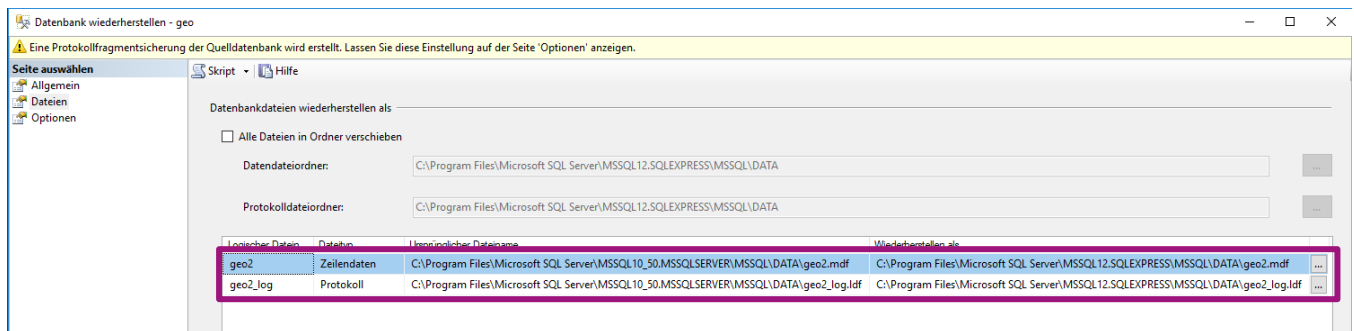 Datenbank wiederherstellen - geo
Eine Protokollfragmentsicherung der Quelldatenbank wird erstellt. Lassen Sie diese Einstellung auf der Seite 'Optionen' anzeigen.
Seite auswählen
Allgemein
Dateien
Optionen
Skript Hilfe
Datenbankdateien wiederherstellen als
Alle Dateien in Ordner verschieben
Datendateiordner: C:\Program Files\Microsoft SQL Server\MSSQL12.SQLEXPRESS\MSSQL\DATA ...
Protokolldateiordner: C:\Program Files\Microsoft SQL Server\MSSQL12.SQLEXPRESS\MSSQL\DATA ...
Logischer Datein Dateityp Ursprünglicher Dateiname Wiederherstellen als
geo2 Zeilendaten C:\Program Files\Microsoft SQL Server\MSSQL10_50.MSSQLSERVER\MSSQL\DATA\geo2.mdf C:\Program Files\Microsoft SQL Server\MSSQL12.SQLEXPRESS\MSSQL\DATA\geo2.mdf ...
geo2_log Protokoll C:\Program Files\Microsoft SQL Server\MSSQL10_50.MSSQLSERVER\MSSQL\DATA\geo2_log.ldf C:\Program Files\Microsoft SQL Server\MSSQL12.SQLEXPRESS\MSSQL\DATA\geo2_log.ldf ...